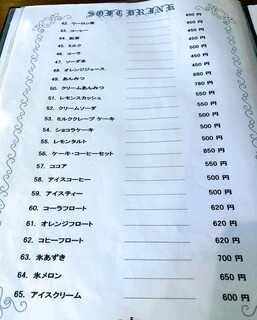 SOFT DRINK
42. ウーロン茶 450 円
43. コーヒー 450 円
44. 紅茶 450 円
45. ミルク 450 円
46. コーラ 500 円
47. ソーダ水 450 円
48. オレンジジュース 450 円
49. あんみつ 680 円
50. クリームあんみつ 780 円
51. レモンスカッシュ 550 円
52. クリームソーダ 550 円
53. ミルクレープ ケーキ 500 円
54. ショコラケーキ 500 円
55. レモンタルト 500 円
56. ケーキ・コーヒーセット 850 円
57. ココア 550 円
58. アイスコーヒー 500 円
59. アイスティー 500 円
60. コーラフロート 620 円
61. オレンジフロート 620 円
62. コヒーフロート 620 円
63. 氷あずき 700 円
64. 氷メロン 650 円
65. アイスクリーム 600 円